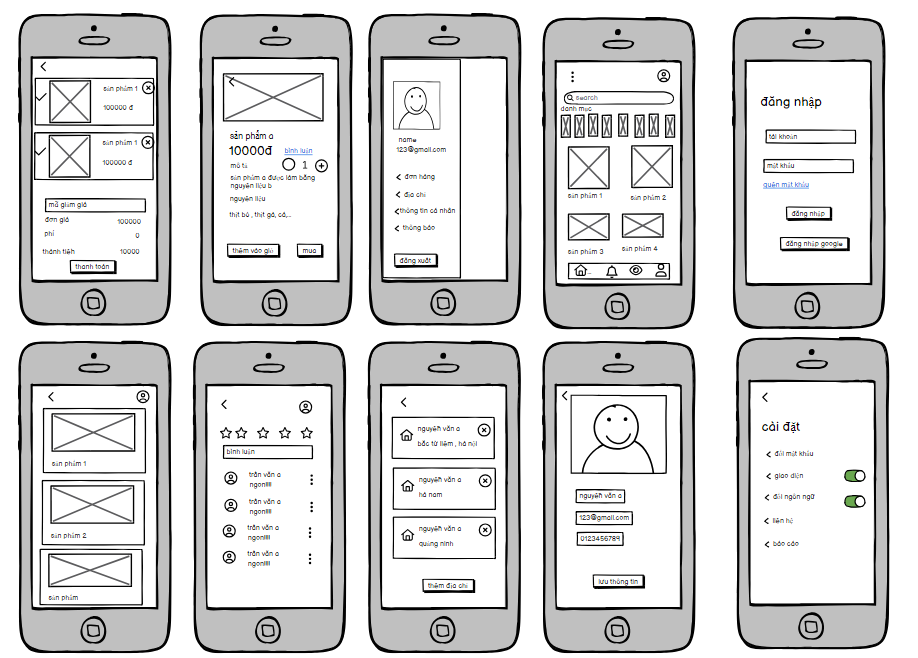 sản phẩm 1
100000 đ
sản phẩm 1
100000 đ
mã giảm giá
đơn giá 100000
phí 0
thành tiền 10000
thanh toán
sản phẩm a
10000đ bình luận
mô tả 1
sản phẩm a được làm bằng
nguyên liệu b
nguyên liệu
thịt bò , thịt gà, cá,...
thêm vào giỏ mua
name
123@gmail.com
đơn hàng
địa chỉ
thông tin cá nhân
thông báo
đăng xuất
search
danh mục
sản phẩm 1 sản phẩm 2
sản phẩm 3 sản phẩm 4
đăng nhập
tài khoản
mật khẩu
quên mật khẩu
đăng nhập
đăng nhập google
sản phẩm 1
sản phẩm 2
sản phẩm
bình luận
trần văn a
ngonllll
trần văn a
ngonllll
trần văn a
ngonllll
trần văn a
ngonllll
nguyễn văn a
bắc từ liêm , hà nội
nguyễn văn a
hà nam
nguyễn văn a
quảng ninh
thêm địa chỉ
nguyễn văn a
123@gmail.com
0123456789
lưu thông tin
cài đặt
đổi mật khẩu
giao diện
đổi ngôn ngữ
liên hệ
báo cáo